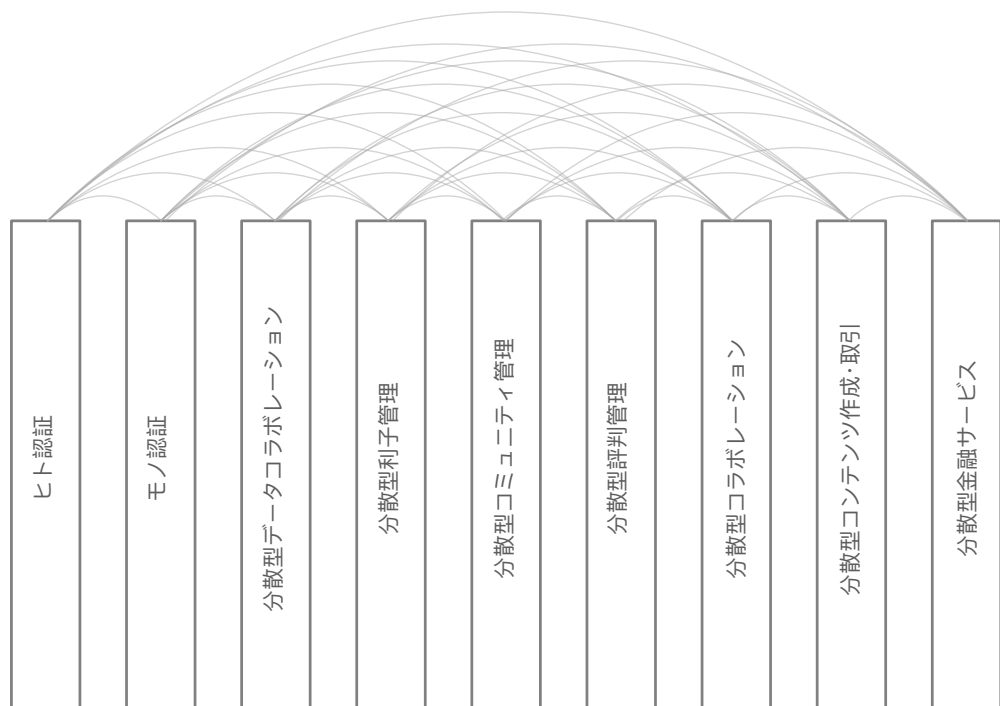 ヒト認証
モノ認証
分散型データコラボレーション
分散型利子管理
分散型コミュニティ管理
分散型評判管理
分散型コラボレーション
分散型コンテンツ作成・取引
分散型金融サービス